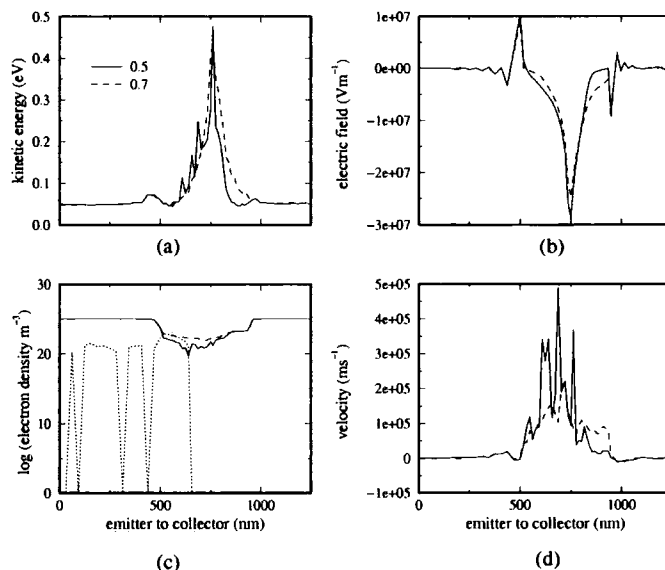 0.5
0.4
0.3
0.2
0.1
0.0
kinetic energy (eV)
0.5
0.7
(a)
1e+07
0e+00
−1e+07
−2e+07
−3e+07
electric field (Vm⁻¹)
0
500
1000
(b)
30
20
10
0
log (electron density m⁻³)
0
500
1000
emitter to collector (nm)
(c)
5e+05
4e+05
3e+05
2e+05
1e+05
0
−1e+05
velocity (ms⁻¹)
0
500
1000
emitter to collector (nm)
(d)